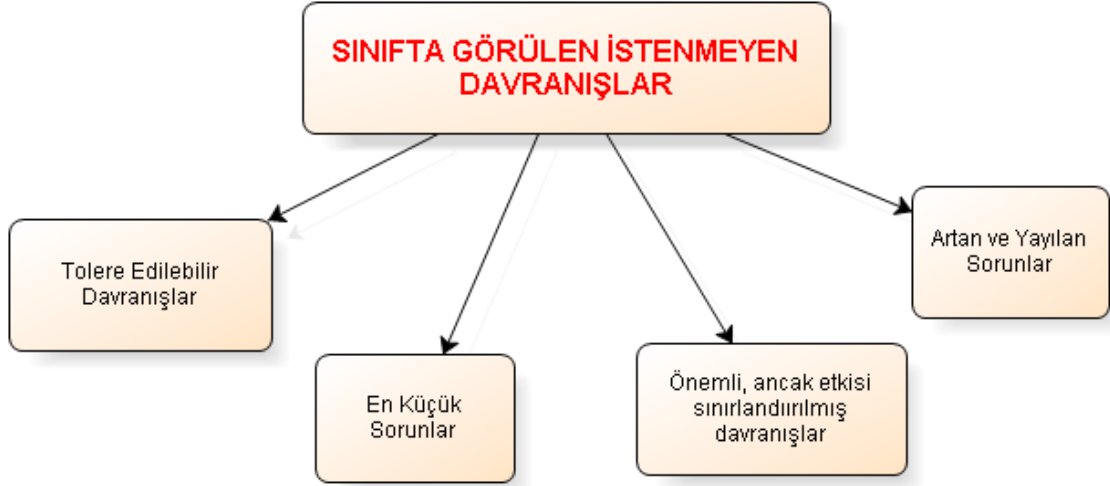 SINIFTA GÖRÜLEN İSTENMEYEN
DAVRANIŞLAR
Tolere Edilebilir
Davranışlar
En Küçük
Sorunlar
Önemli, ancak etkisi
sınırlandırılmış
davranışlar
Artan ve Yayılan
Sorunlar